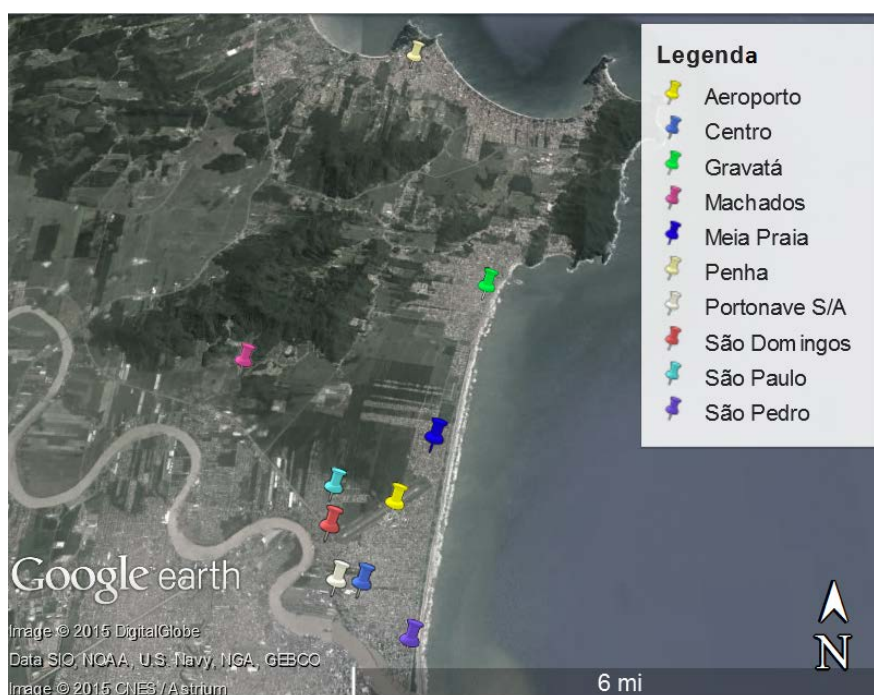 Legenda
Aeroporto
Centro
Gravatá
Machados
Meia Praia
Penha
Portonave S/A
São Domingos
São Paulo
São Pedro
Google earth
Image © 2015 DigitalGlobe
Data SIO, NOAA, U.S. Navy, NGA, GEBCO
Image © 2015 CNES / Astrium
6 mi
N